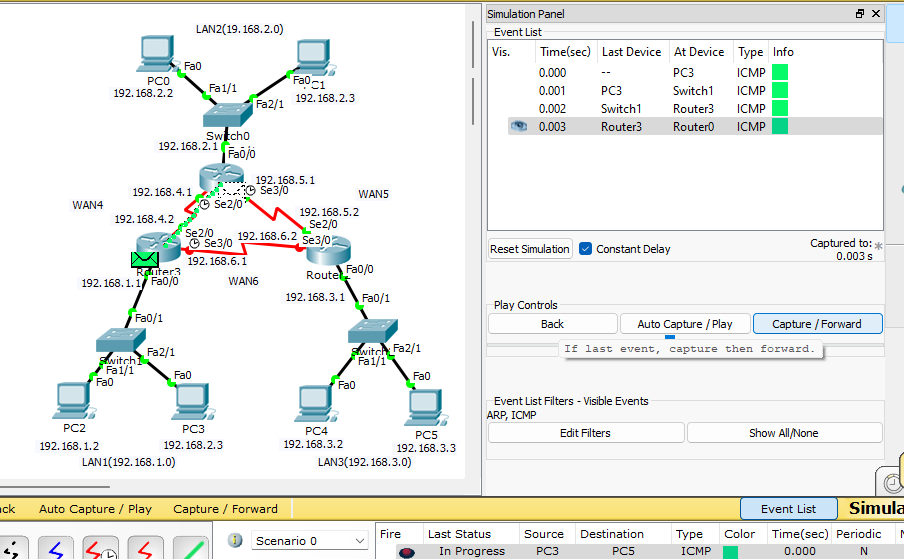 LAN2(19.168.2.0)
Fa0
Fa0
PC0
C1
192.168.2.2
192.168.2.3
Fa1/1
Fa2/1
Switch0
192.168.2.1
Fa0/0
192.168.5.1
Se3/0
192.168.4.1
WAN5
WAN4
Se2/0
192.168.5.2
192.168.4.2
Se2/0
Se2/0
192.168.6.2
Se3/0
Se3/0
192.168.6.1
Router3
Route
192.168.1.1
Fa0/0
WAN6
Fa0/0
192.168.3.1
Fa0/1
Fa0/1
Switch1
Fa2/1
Fa1/1
Fa0
Fa0
Switch
Fa2/1
Fa1/1
Fa0
Fa0
PC2
PC3
192.168.1.2
192.168.2.3
LAN1(192.168.1.0)
PC4
PC5
192.168.3.2
192.168.3.3
LAN3(192.168.3.0)
Simulation Panel
Event List
Vis. Time(sec) Last Device At Device Type Info
0.000 -- PC3 ICMP
0.001 PC3 Switch1 ICMP
0.002 Switch1 Router3 ICMP
0.003 Router3 Router0 ICMP
Reset Simulation Constant Delay Captured to: *
0.003 s
Play Controls
Back Auto Capture / Play Capture / Forward
If last event, capture then forward.
Event List Filters - Visible Events
ARP, ICMP
Edit Filters Show All/None
ck Auto Capture / Play Capture / Forward Event List Simula
Scenario 0
Fire Last Status Source Destination Type Color Time(sec) Periodic N
In Progress PC3 PC5 ICMP 0.000 N